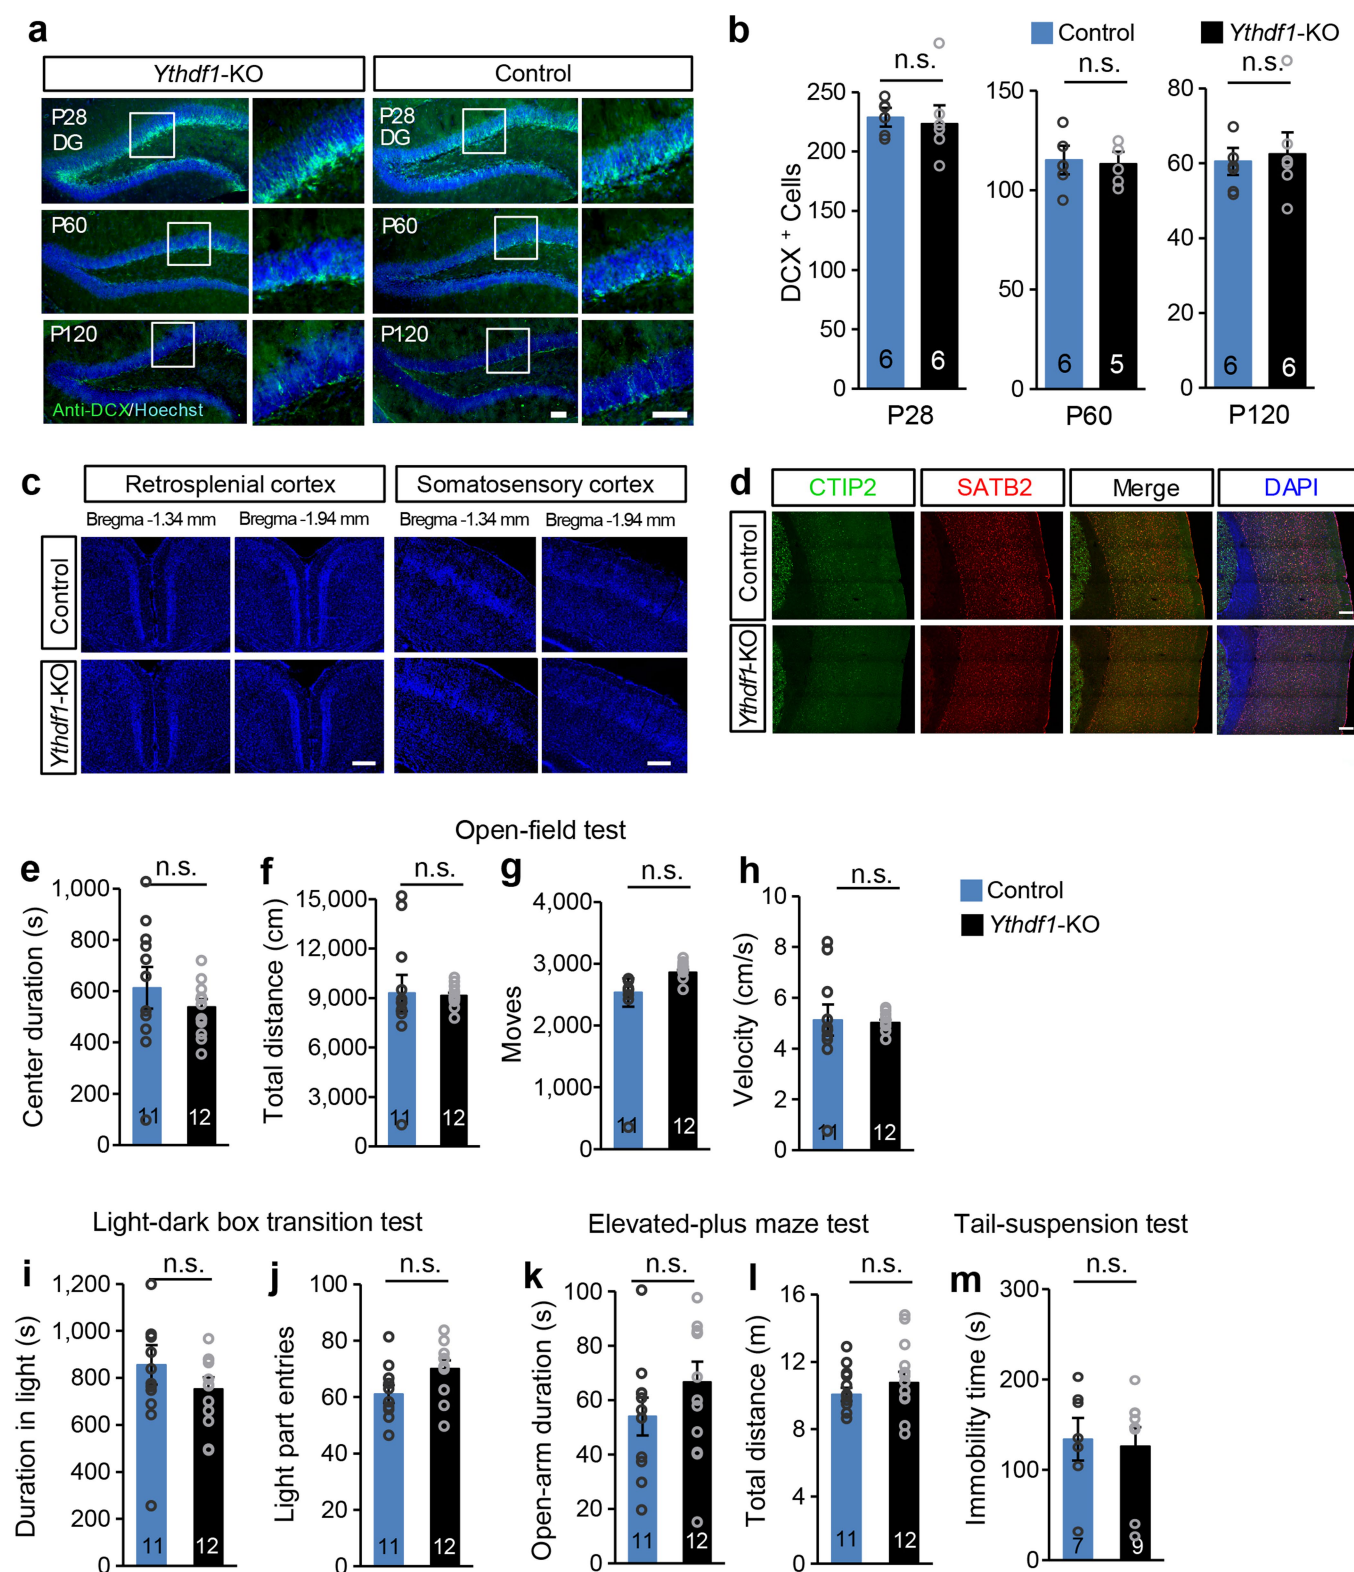 a
Ythdf1-KO
Control
P28
DG
P28
DG
P60
P60
P120
P120
Anti-DCX/Hoechst
b
Control
Ythdf1-KO
n.s.
n.s.
n.s.
DCX + Cells
250
200
150
100
50
0
6
6
P28
150
100
50
0
6
5
P60
80
60
40
20
0
6
6
P120
c
Retrosplenial cortex
Somatosensory cortex
Bregma -1.34 mm
Bregma -1.94 mm
Bregma -1.34 mm
Bregma -1.94 mm
Control
Ythdf1-KO
d
CTIP2
SATB2
Merge
DAPI
Control
Ythdf1-KO
Open-field test
e
n.s.
Center duration (s)
1,000
800
600
400
200
0
11
12
f
n.s.
Total distance (cm)
15,000
12,000
9,000
6,000
3,000
0
11
12
g
n.s.
Moves
4,000
3,000
2,000
1,000
0
11
12
h
n.s.
Velocity (cm/s)
10
8
6
4
2
0
11
12
Control
Ythdf1-KO
Light-dark box transition test
i
n.s.
Duration in light (s)
1,200
1,000
800
600
400
200
0
11
12
j
n.s.
Light part entries
100
80
60
40
20
0
11
12
Elevated-plus maze test
k
n.s.
Open-arm duration (s)
100
80
60
40
20
0
11
12
l
n.s.
Total distance (m)
16
12
8
4
0
11
12
Tail-suspension test
m
n.s.
Immobility time (s)
300
200
100
0
7
9